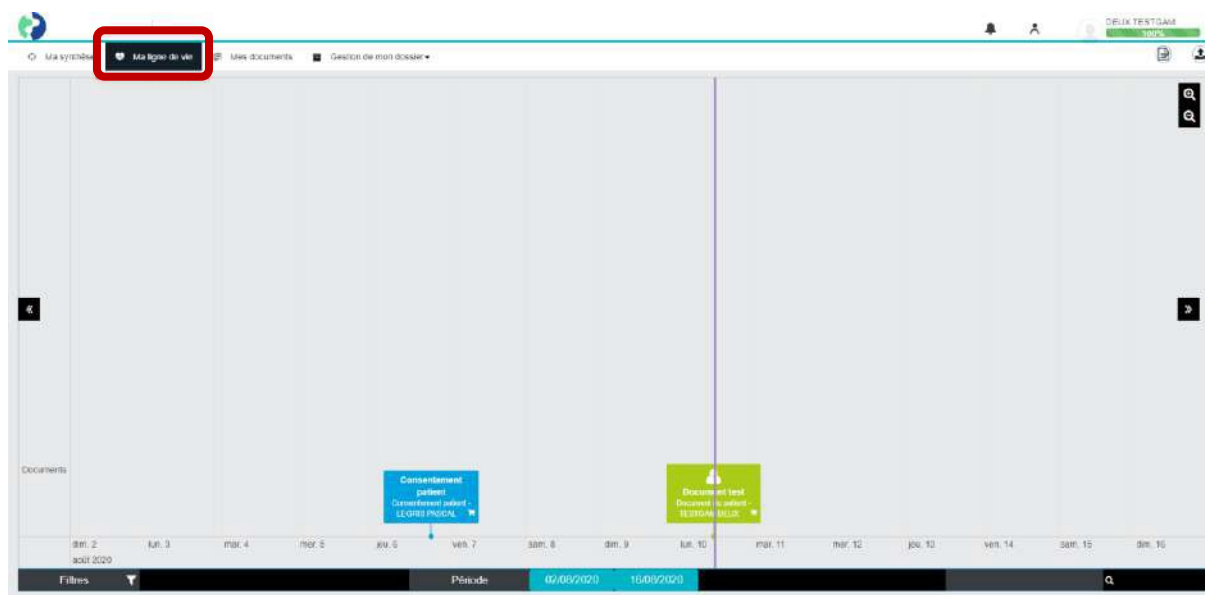 DEUX TESTGAM
100%
Ma synthèse
Ma ligne de vie
Mes documents
Gestion de mon dossier
Documents
Consentement
patient
Consentement patient -
LEGRIS PASCAL
Document test
Document du patient -
TESTGAM DEUX
dim. 2
lun. 3
mar. 4
mer. 5
jeu. 6
ven. 7
sam. 8
dim. 9
lun. 10
mar. 11
mer. 12
jeu. 13
ven. 14
sam. 15
dim. 16
août 2020
Filtres
Période
02/08/2020
16/08/2020